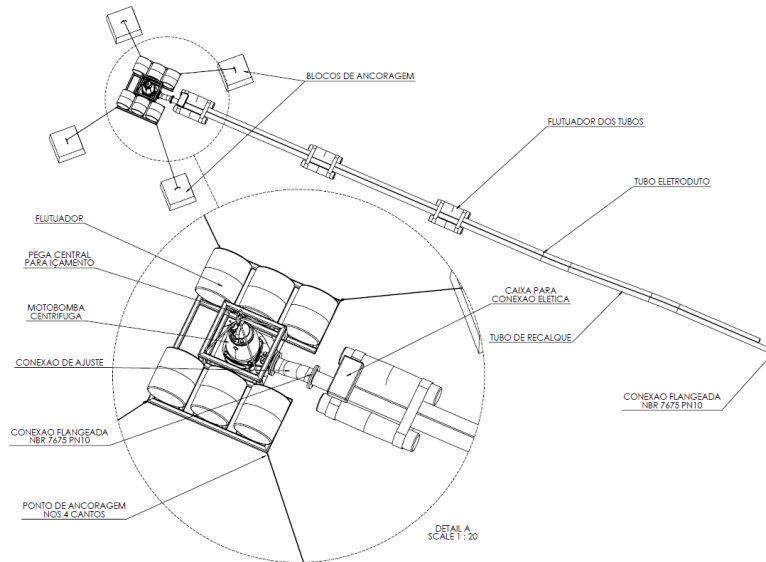 BLOCOS DE ANCORAGEM
FLUTUADOR DOS TUBOS
TUBO ELETRODUTO
FLUTUADOR
PEGA CENTRAL
PARA IÇAMENTO
MOTOBOMBA
CENTRIFUGA
CAIXA PARA
CONEXAO ELETICA
TUBO DE RECALQUE
CONEXAO DE AJUSTE
CONEXAO FLANGEADA
NBR 7675 PN10
CONEXAO FLANGEADA
NBR 7675 PN10
PONTO DE ANCORAGEM
NOS 4 CANTOS
DETAIL A
SCALE 1 : 20